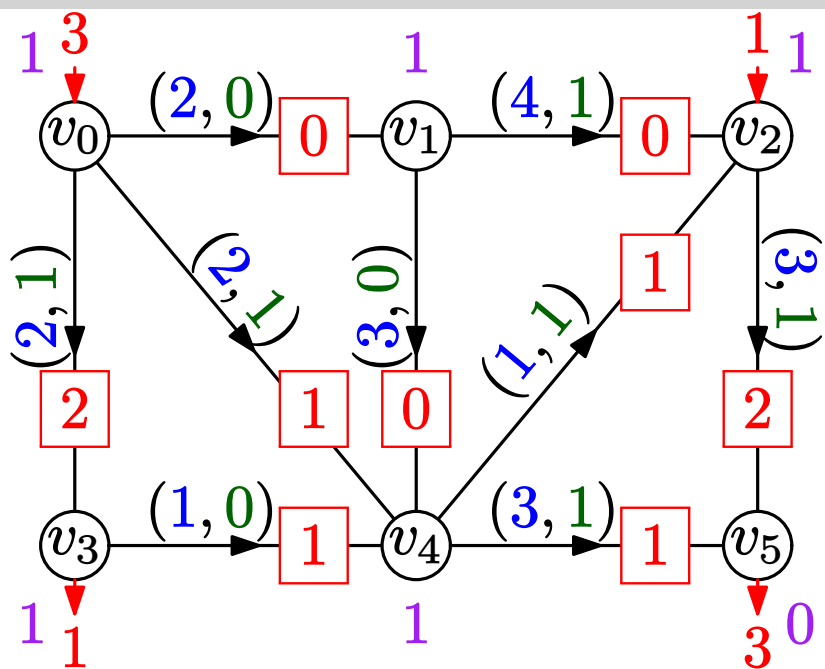 1 3 1 1 1
(2, 0) (4, 1)
v0 0 v1 0 v2
(2, 1) (2, 1) (3, 0) (1, 1) 1 (3, 1)
2 1 0 2
(1, 0) (3, 1)
v3 1 v4 1 v5
1 1 1 3 0